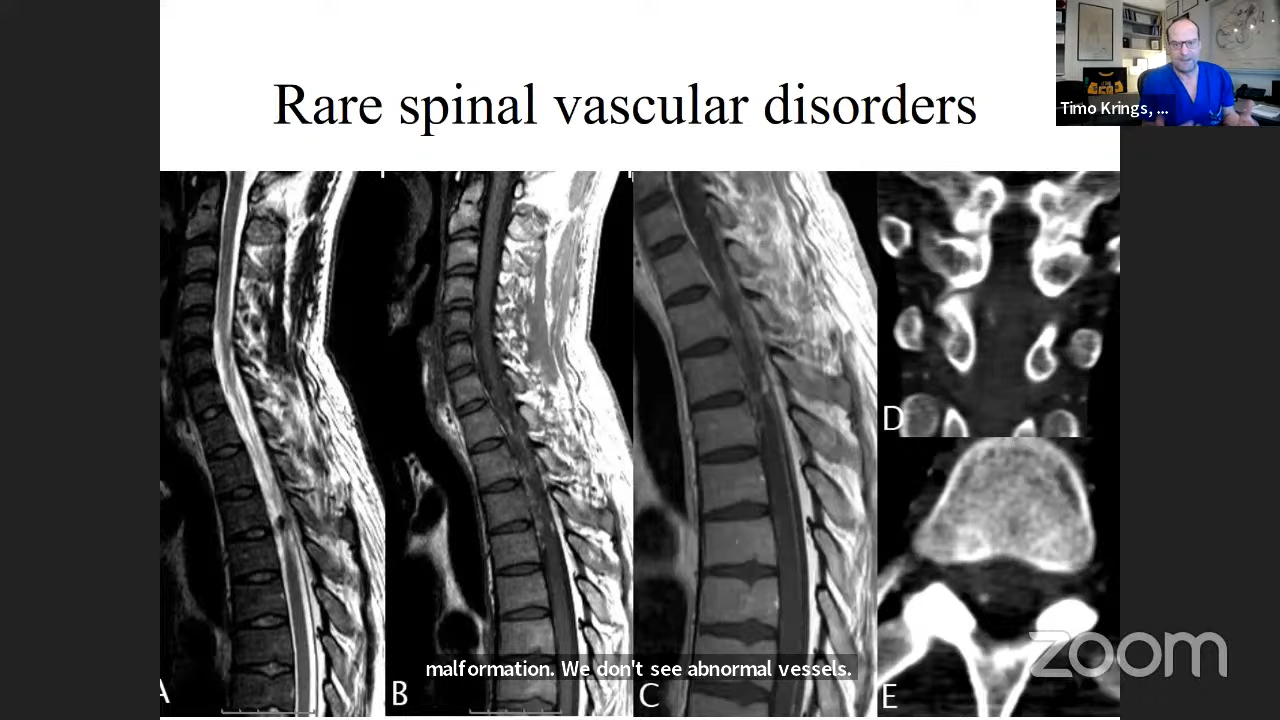 Rare spinal vascular disorders
Timo Krings, ...
D
malformation. We don't see abnormal vessels.
zoom
A
B
C
E